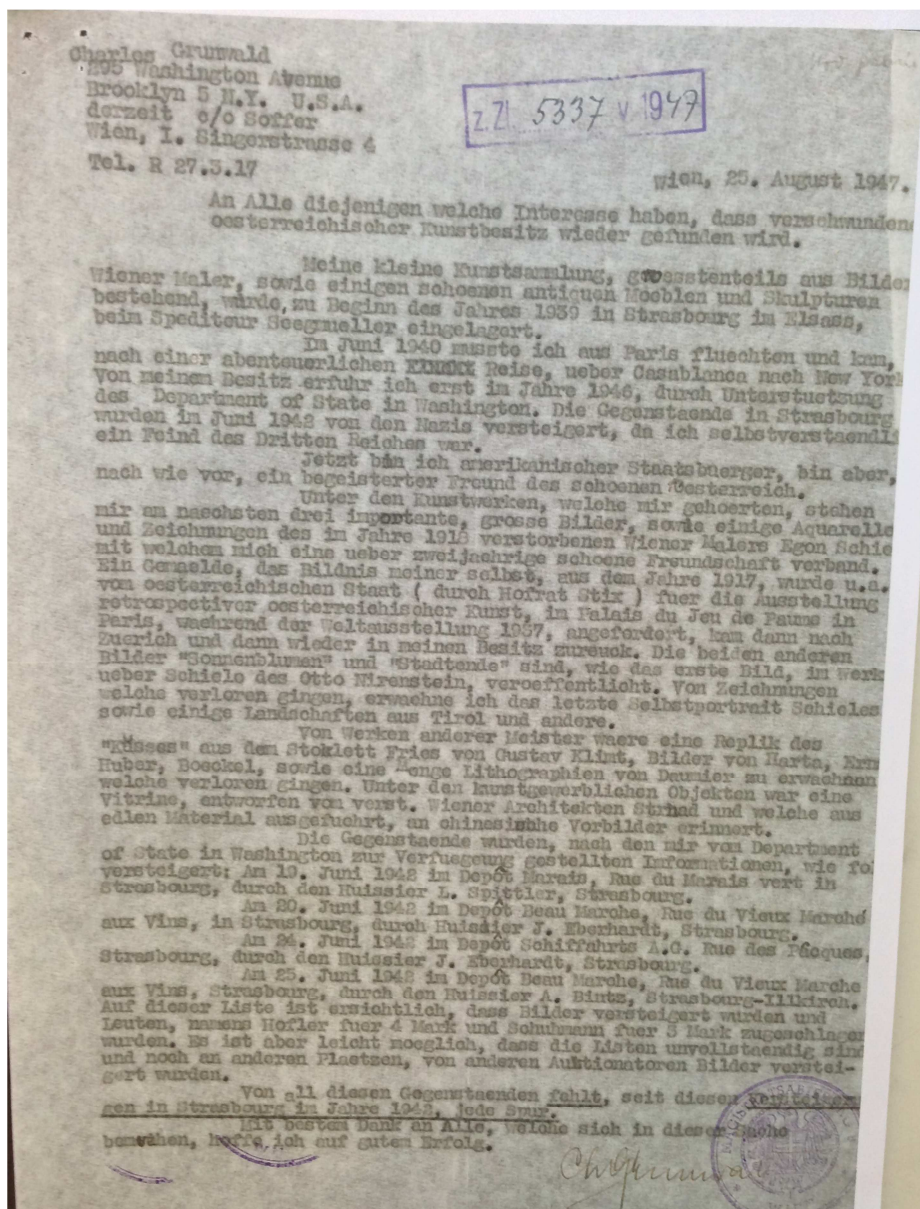 Charles Grunwald
295 Washington Avenue
Brooklyn 5 N.Y. U.S.A.
derzeit c/o Soffer
Wien, I. Singerstrasse 4
Tel. R 27.3.17
z. Zl. 5337 v 1947
Wien, 25. August 1947.
An Alle diejenigen welche Interesse haben, dass verschwunden
oesterreichischer Kunstbesitz wieder gefunden wird.
Meine kleine Kunstsammlung, groesstenteils aus Bilder
Wiener Maler, sowie einigen schoenen antiquen Moeblen und Skulpturen
bestehend, wurde, zu Beginn des Jahres 1939 in Strasbourg im Elsass,
beim Spediteur Seegmueller eingelagert.
Im Juni 1940 musste ich aus Paris fluechten und kam,
nach einer abenteuerlichen Reise, ueber Casablanca nach New York
Von meinem Besitz erfuhr ich erst im Jahre 1946, durch Unterstuetzung
des Department of State in Washington. Die Gegenstaende in Strasbourg
wurden im Juni 1942 von den Nazis versteigert, da ich selbstverstaendli
ein Feind des Dritten Reiches war.
Jetzt bin ich amerikanischer Staatsbuerger, bin aber,
nach wie vor, ein begeisterter Freund des schoenen Oesterreich.
Unter den Kunstwerken, welche mir gehoerten, stehen
mir am naechsten drei importante, grosse Bilder, sowie einige Aquarelle
und Zeichnungen des im Jahre 1918 verstorbenen Wiener Malers Egon Schie
mit welchem mich eine ueber zweijaehrige schoene Freundschaft verband.
Ein Gemaelde, das Bildnis meiner selbst, aus dem Jahre 1917, wurde u.a.
vom oesterreichischen Staat ( durch Hofrat Stix ) fuer die Ausstellung
retrospectiver oesterreichischer Kunst, im Palais du Jeu de Paume in
Paris, waehrend der Weltausstellung 1937, angefordert, kam dann nach
Zuerich und dann wieder in meinen Besitz zurueck. Die beiden anderen
Bilder "Sonnenblumen" und "Stadtende" sind, wie das erste Bild, im Werk
ueber Schiele des Otto Nirenstein, veroeffentlicht. Von Zeichnungen
welche verloren gingen, erwaehne ich das letzte Selbstportrait Schieles
sowie einige Landschaften aus Tirol und andere.
Von Werken anderer Meister waere eine Replik des
"Küsses" aus dem Stoklett Fries von Gustav Klimt, Bilder von Harta,
Huber, Boeckel, sowie eine Menge Lithographien von Daumier zu erwaehnen
welche verloren gingen. Unter den kunstgewerblichen Objekten war eine
Vitrine, entworfen vom verst. Wiener Architekten Strnad und welche aus
edlen Material ausgefuehrt, an chinesische Vorbilder erinnert.
Die Gegenstaende wurden, nach den mir vom Department
of State in Washington zur Verfuegeung gestellten Informationen, wie fo
versteigert: Am 19. Juni 1942 im Depôt Marais, Rue du Marais vert in
Strasbourg, durch den Huissier L. Spittler, Strasbourg.
Am 20. Juni 1942 im Depôt Beau Marche, Rue du Vieux Marché
aux Vins, in Strasbourg, durch Huissier J. Eberhardt, Strasbourg.
Am 24. Juni 1942 im Depôt Schiffahrts A.G. Rue des Pâcques,
Strasbourg, durch den Huissier J. Eberhardt, Strasbourg.
Am 25. Juni 1942 im Depôt Beau Marche, Rue du Vieux Marche
aux Vins, Strasbourg, durch den Huissier A. Bintz, Strasbourg-Illkirch.
Auf dieser Liste ist ersichtlich, dass Bilder versteigert wurden und
Leuten, namens Hofler fuer 4 Mark und Schuhmann fuer 3 Mark zugeschlagen
wurden. Es ist aber leicht moeglich, dass die Listen unvollstaendig sind
und noch an anderen Plaetzen, von anderen Auktionatoren Bilder verstei-
gert wurden.
Von all diesen Gegenstaenden fehlt, seit diesen Versteigerun
gen in Strasbourg im Jahre 1942, jede Spur.
Mit bestem Dank an Alle, welche sich in dieser Sache
bemuehen, hoffe ich auf guten Erfolg.
Ch Grunwald